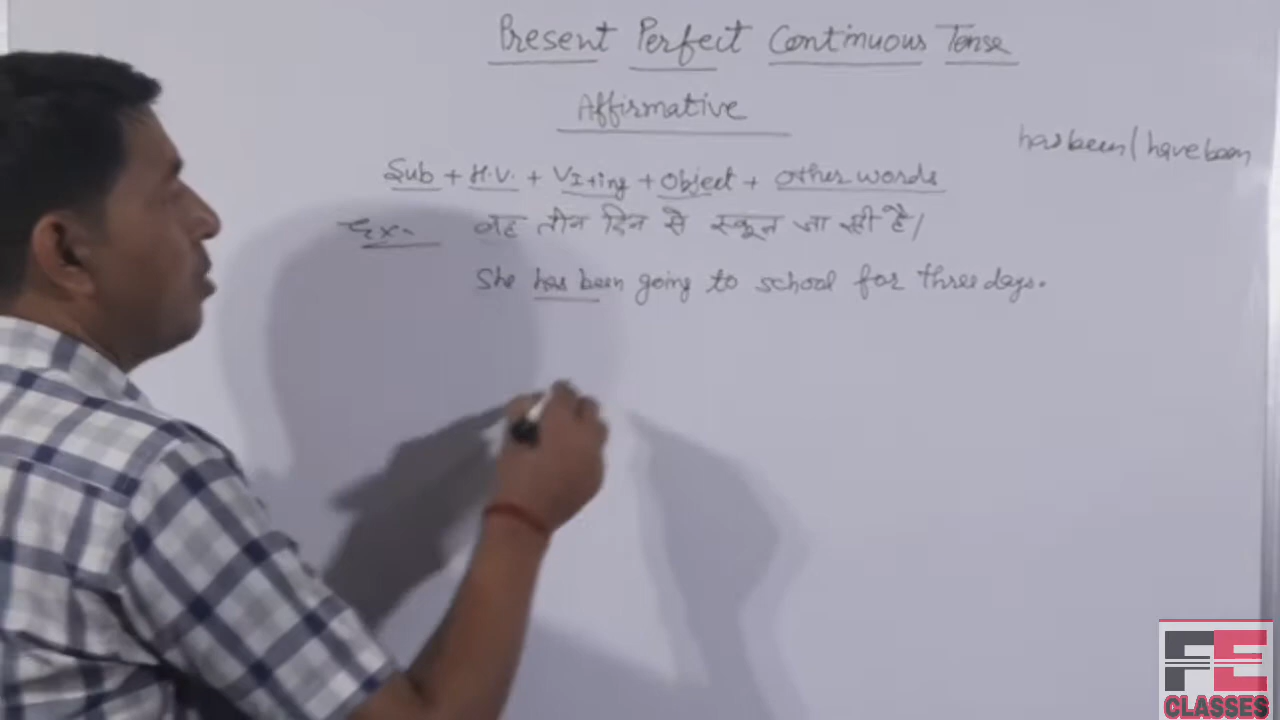 Present Perfect Continuous Tense
Affirmative
has been / have been
Sub + H.V. + VI+ing + Object + other words
Ex- वह तीन दिन से स्कूल जा रही है।
She has been going to school for three days.
FE
CLASSES